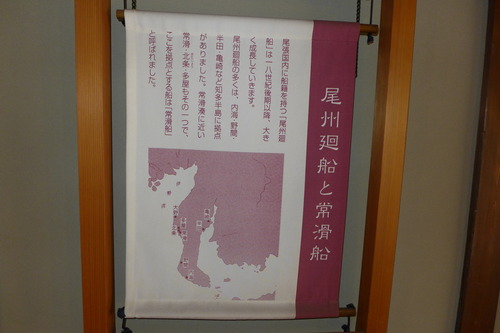 尾州廻船と常滑船
尾張国内に船籍を持つ「尾州廻
船」は一八世紀後期以降、大き
く成長していきます。
尾州廻船の多くは、内海・野間・
半田・亀崎など知多半島に拠点
がありました。常滑湊に近い
常滑・北条・多屋もその一つで、
ここを拠点とする船は「常滑船」
と呼ばれました。